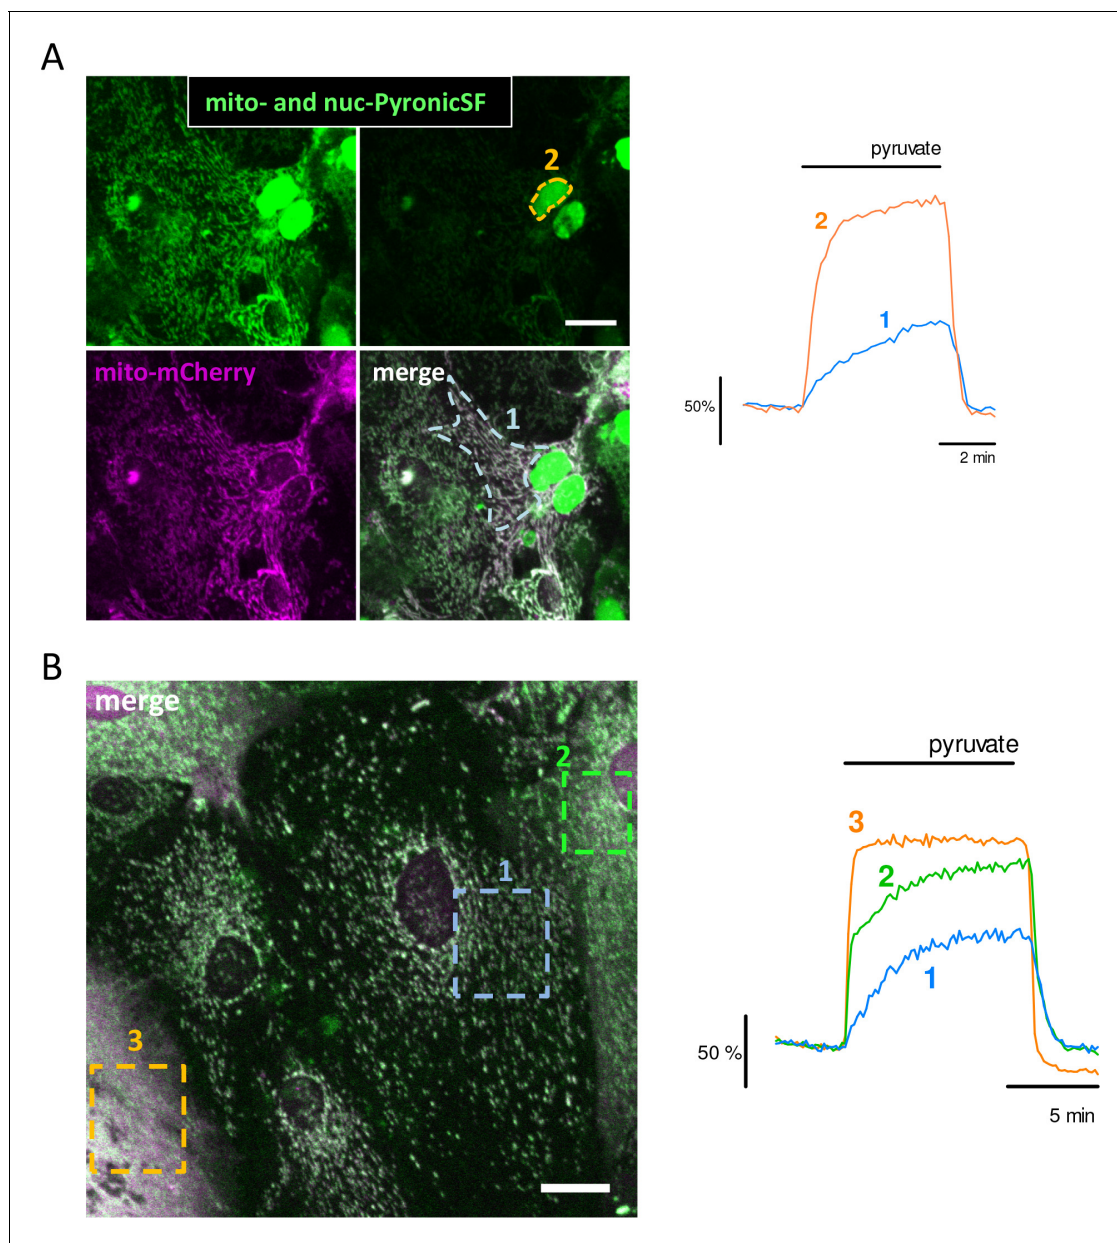 A
mito- and nuc-PyronicSF
2
mito-mCherry
merge
1
pyruvate
2
1
50%
2 min
B
merge
2
1
3
pyruvate
3
2
1
50 %
5 min